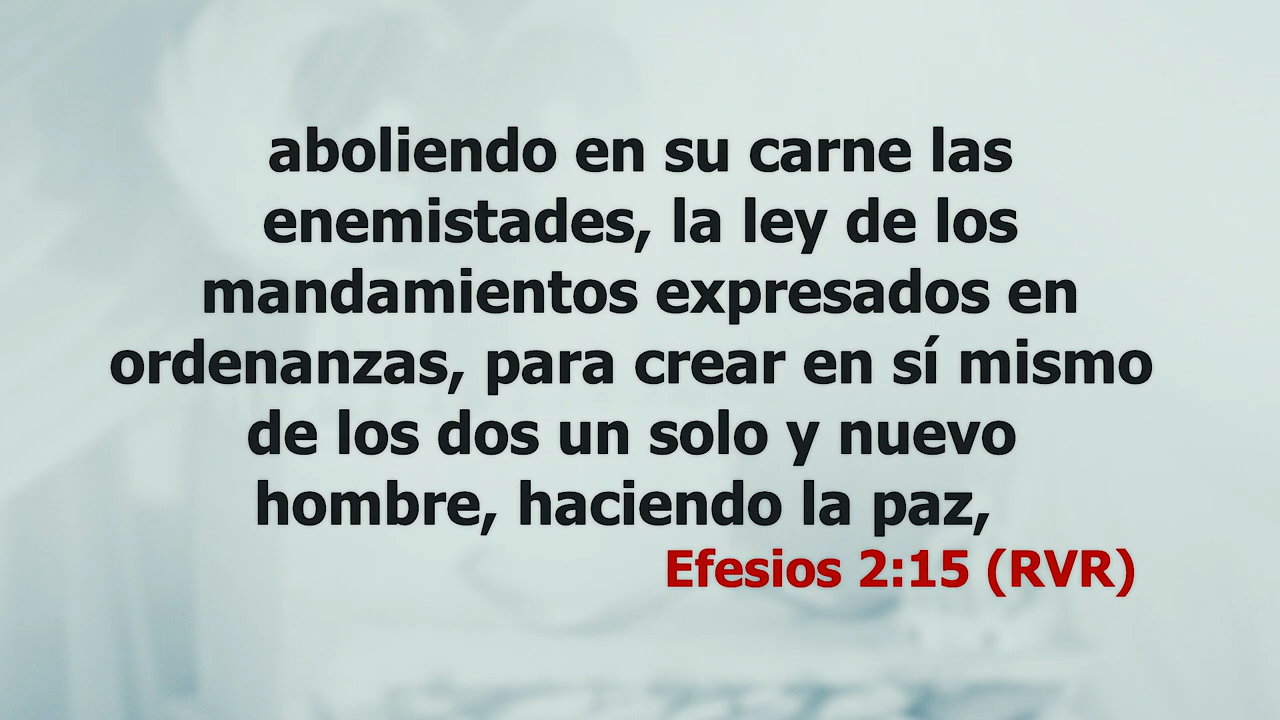 aboliendo en su carne las
enemistades, la ley de los
mandamientos expresados en
ordenanzas, para crear en sí mismo
de los dos un solo y nuevo
hombre, haciendo la paz,
Efesios 2:15 (RVR)